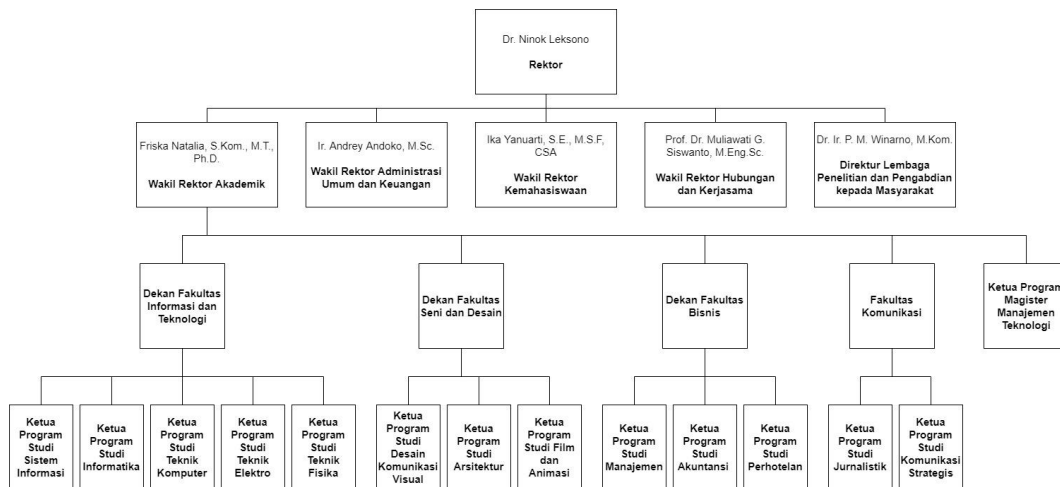 Dr. Ninok Leksono
Rektor
Friska Natalia, S.Kom., M.T.,
Ph.D.
Wakil Rektor Akademik
Ir. Andrey Andoko, M.Sc.
Wakil Rektor Administrasi
Umum dan Keuangan
Ika Yanuarti, S.E., M.S.F,
CSA
Wakil Rektor
Kemahasiswaan
Prof. Dr. Muliawati G.
Siswanto, M.Eng.Sc.
Wakil Rektor Hubungan
dan Kerjasama
Dr. Ir. P. M. Winarno, M.Kom.
Direktur Lembaga
Penelitian dan Pengabdian
kepada Masyarakat
Dekan Fakultas
Informasi dan
Teknologi
Dekan Fakultas
Seni dan Desain
Dekan Fakultas
Bisnis
Fakultas
Komunikasi
Ketua Program
Magister
Manajemen
Teknologi
Ketua
Program
Studi
Sistem
Informasi
Ketua
Program
Studi
Informatika
Ketua
Program
Studi
Teknik
Komputer
Ketua
Program
Studi
Teknik
Elektro
Ketua
Program
Studi
Teknik
Fisika
Ketua
Program
Studi
Desain
Komunikasi
Visual
Ketua
Program
Studi
Arsitektur
Ketua
Program
Studi Film
dan
Animasi
Ketua
Program
Studi
Manajemen
Ketua
Program
Studi
Akuntansi
Ketua
Program
Studi
Perhotelan
Ketua
Program
Studi
Jurnalistik
Ketua
Program
Studi
Komunikasi
Strategis